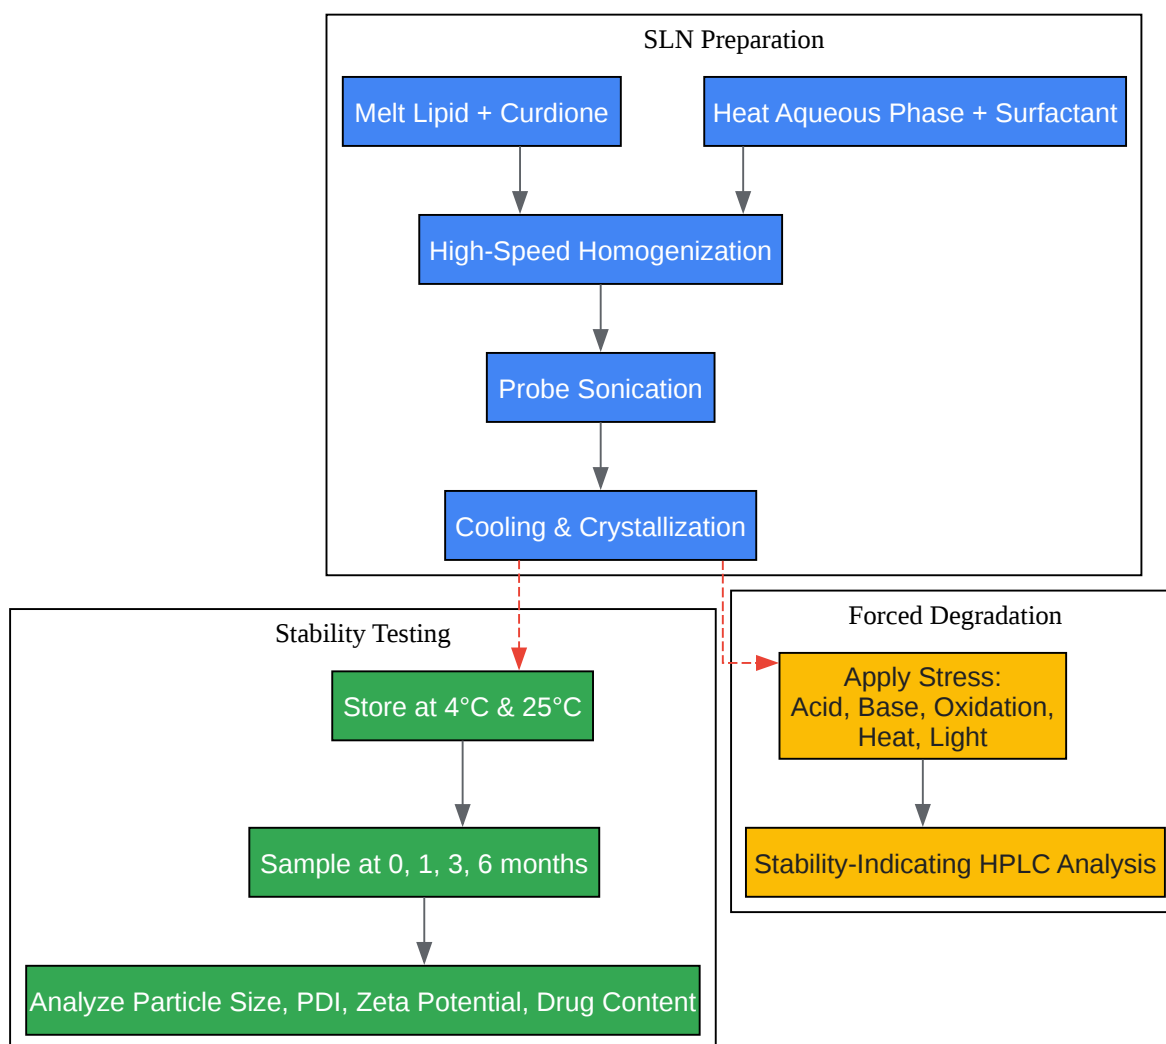 SLN Preparation
Melt Lipid + Curdione
Heat Aqueous Phase + Surfactant
High-Speed Homogenization
Probe Sonication
Cooling & Crystallization
Stability Testing
Store at 4°C & 25°C
Sample at 0, 1, 3, 6 months
Analyze Particle Size, PDI, Zeta Potential, Drug Content
Forced Degradation
Apply Stress:
Acid, Base, Oxidation,
Heat, Light
Stability-Indicating HPLC Analysis